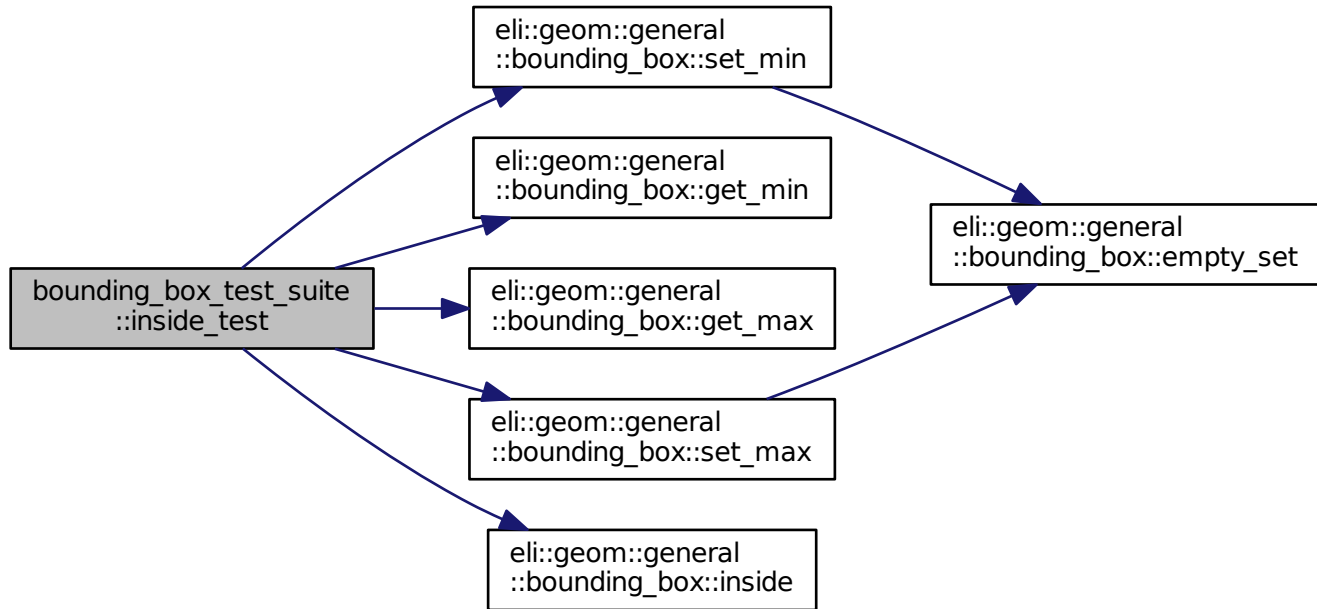 bounding_box_test_suite
::inside_test
eli::geom::general
::bounding_box::set_min
eli::geom::general
::bounding_box::get_min
eli::geom::general
::bounding_box::get_max
eli::geom::general
::bounding_box::set_max
eli::geom::general
::bounding_box::inside
eli::geom::general
::bounding_box::empty_set